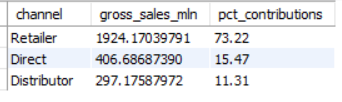 channel gross_sales_mln pct_contributions
Retailer 1924.17039791 73.22
Direct 406.68687390 15.47
Distributor 297.17587972 11.31